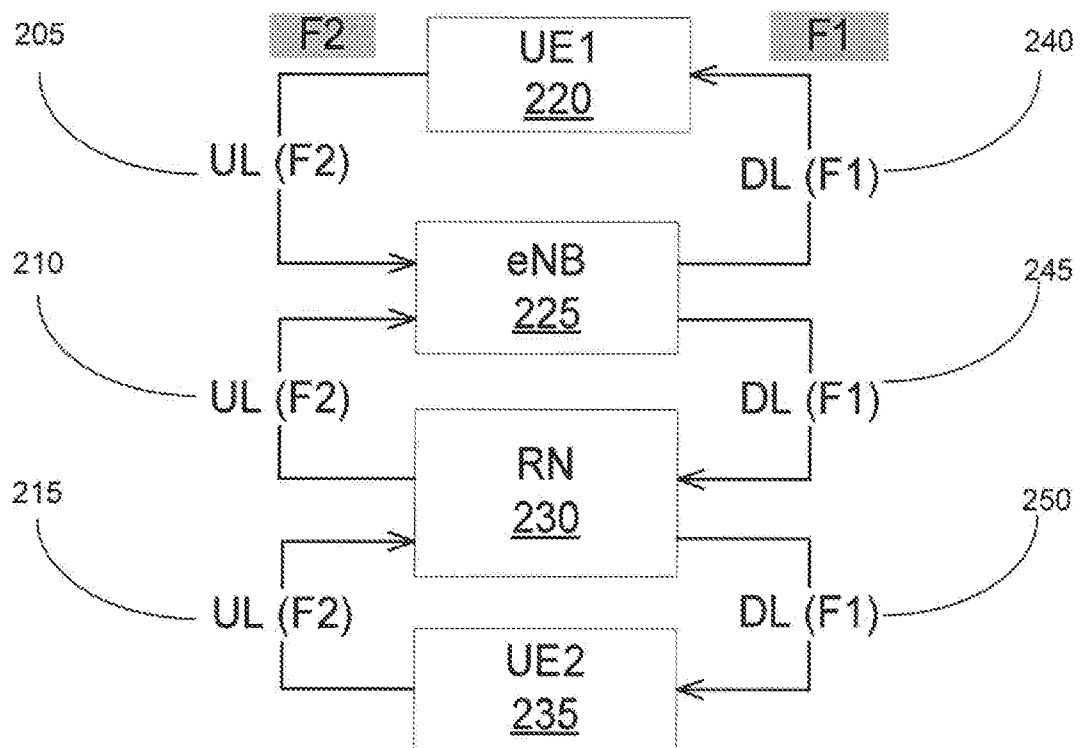 205 F2 UE1 F1 240
220
UL (F2) DL (F1)
210 eNB 245
225
UL (F2) DL (F1)
RN
215 230 250
UL (F2) DL (F1)
UE2
235